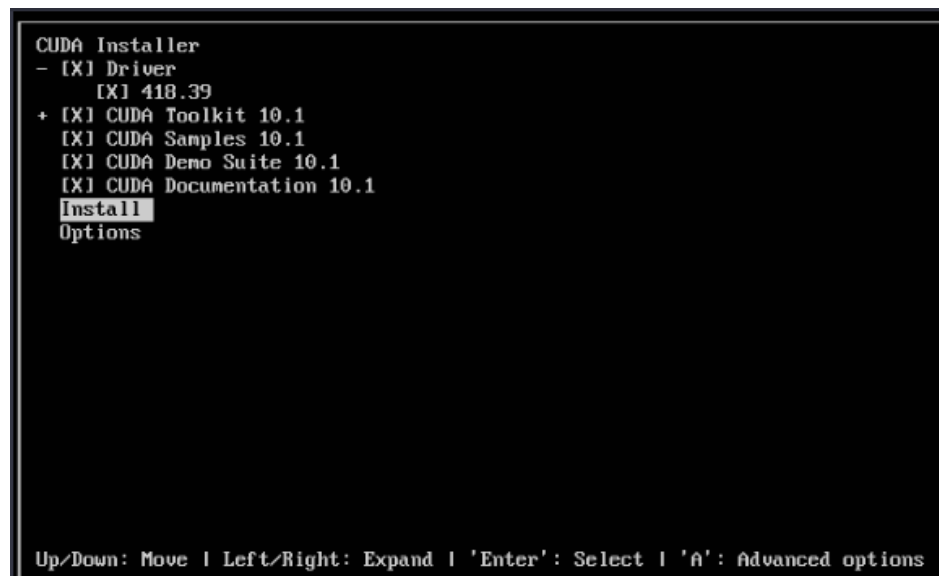 CUDA Installer
- [X] Driver
[X] 418.39
+ [X] CUDA Toolkit 10.1
[X] CUDA Samples 10.1
[X] CUDA Demo Suite 10.1
[X] CUDA Documentation 10.1
Install
Options
Up/Down: Move | Left/Right: Expand | 'Enter': Select | 'A': Advanced options